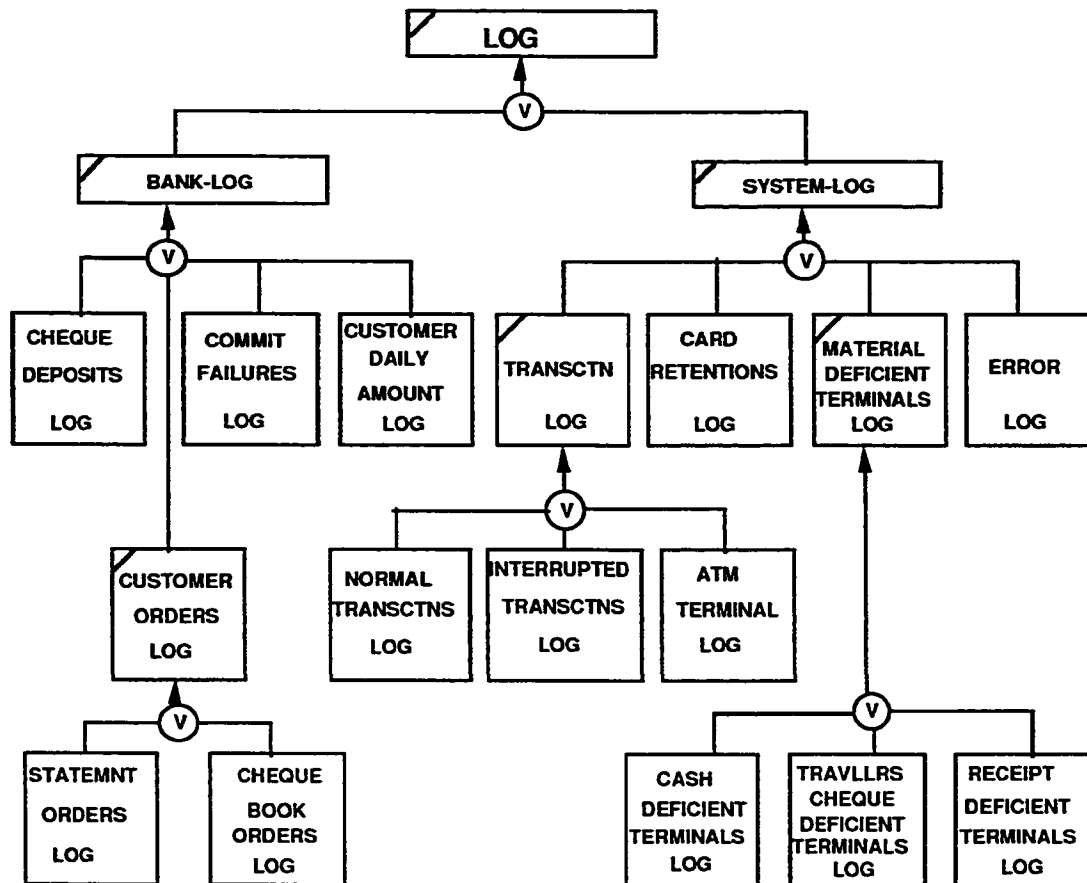 LOG
V
BANK-LOG
SYSTEM-LOG
V
V
CHEQUE
DEPOSITS
LOG
COMMIT
FAILURES
LOG
CUSTOMER
DAILY
AMOUNT
LOG
TRANSCTN
LOG
CARD
RETENTIONS
LOG
MATERIAL
DEFICIENT
TERMINALS
LOG
ERROR
LOG
V
CUSTOMER
ORDERS
LOG
NORMAL
TRANSCTNS
LOG
INTERRUPTED
TRANSCTNS
LOG
ATM
TERMINAL
LOG
V
V
STATEMNT
ORDERS
LOG
CHEQUE
BOOK
ORDERS
LOG
CASH
DEFICIENT
TERMINALS
LOG
TRAVLLRS
CHEQUE
DEFICIENT
TERMINALS
LOG
RECEIPT
DEFICIENT
TERMINALS
LOG